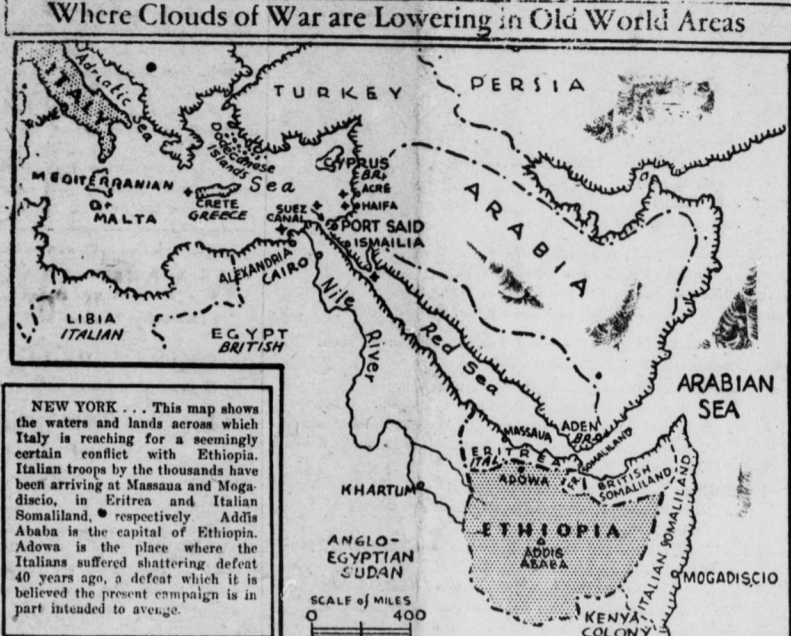 Where Clouds of War are Lowering in Old World Areas
ITALY
Adriatic Sea
TURKEY
PERSIA
Dodecanese
Islands
MEDITERRANEAN
Sea
CYPRUS
BR.
ACRE
HAIFA
CRETE
GREECE
MALTA
SUEZ
CANAL
PORT SAID
ISMAILIA
ALEXANDRIA
CAIRO
ARABIA
LIBIA
ITALIAN
EGYPT
BRITISH
Nile River
Red Sea
ARABIAN
SEA
MASSAUA
ADEN
BR.
ERITREA
ITAL.
ADOWA
FR.
SOMALILAND
BRITISH
SOMALILAND
KHARTUM
ETHIOPIA
ADDIS
ABABA
ITALIAN SOMALILAND
ANGLO-
EGYPTIAN
SUDAN
MOGADISCIO
KENYA
COLONY
SCALE of MILES
0 400
NEW YORK . . . This map shows
the waters and lands across which
Italy is reaching for a seemingly
certain conflict with Ethiopia.
Italian troops by the thousands have
been arriving at Massaua and Moga-
discio, in Eritrea and Italian
Somaliland, respectively Addis
Ababa is the capital of Ethiopia.
Adowa is the place where the
Italians suffered shattering defeat
40 years ago, a defeat which it is
believed the present campaign is in
part intended to avenge.